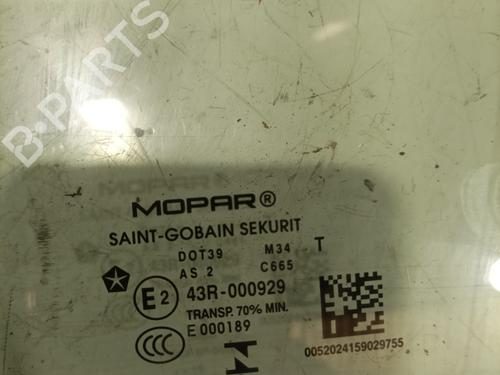 B-PARTS
MOPAR®
SAINT-GOBAIN SEKURIT
DOT39 M34 T
AS 2 C665
E2 43R-000929
TRANSP. 70% MIN.
CCC E 000189
0052024159029755